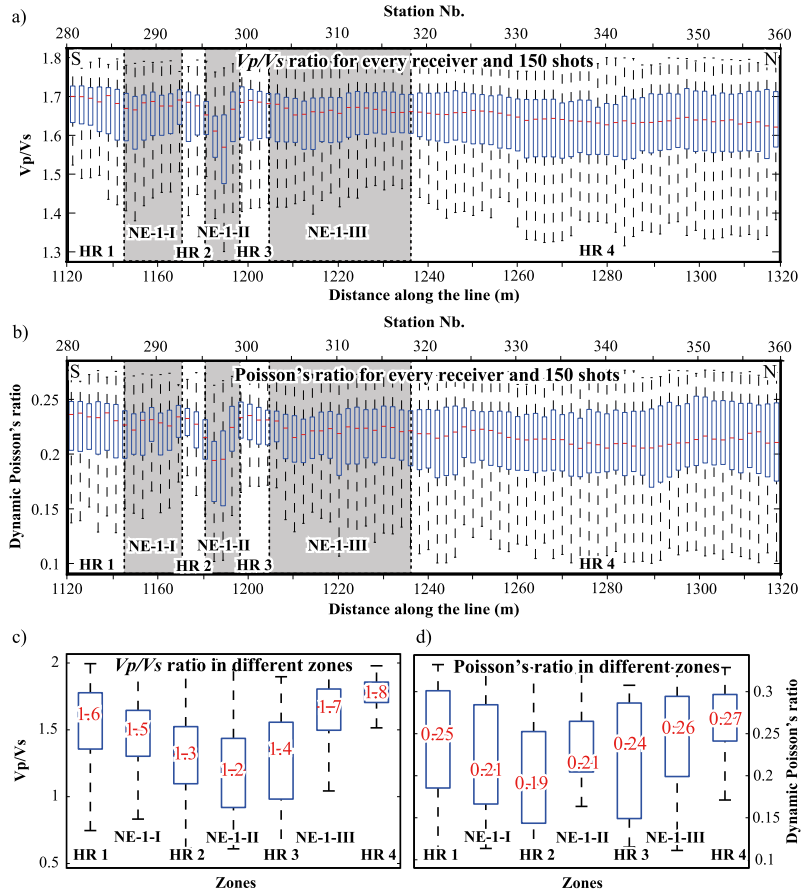 a)
Station Nb.
280 290 300 310 320 330 340 350 360
S Vp/Vs ratio for every receiver and 150 shots N
1.8
1.7
1.6
1.5
1.4
1.3
Vp/Vs
HR 1 NE-1-I HR 2 NE-1-II HR 3 NE-1-III HR 4
1120 1160 1200 1220 1240 1260 1280 1300 1320
Distance along the line (m)
b)
Station Nb.
280 290 300 310 320 330 340 350 360
S Poisson's ratio for every receiver and 150 shots N
0.25
0.2
0.15
0.1
Dynamic Poisson's ratio
HR 1 NE-1-I HR 2 NE-1-II HR 3 NE-1-III HR 4
1120 1160 1200 1220 1240 1260 1280 1300 1320
Distance along the line (m)
c)
Vp/Vs ratio in different zones
2
1.5
1
0.5
Vp/Vs
1.6 1.5 1.3 1.2 1.4 1.7 1.8
NE-1-I NE-1-II NE-1-III
HR 1 HR 2 HR 3 HR 4
Zones
d)
Poisson's ratio in different zones
0.3
0.25
0.2
0.15
0.1
Dynamic Poisson's ratio
0.25 0.21 0.19 0.21 0.24 0.26 0.27
NE-1-I NE-1-II NE-1-III
HR 1 HR 2 HR 3 HR 4
Zones